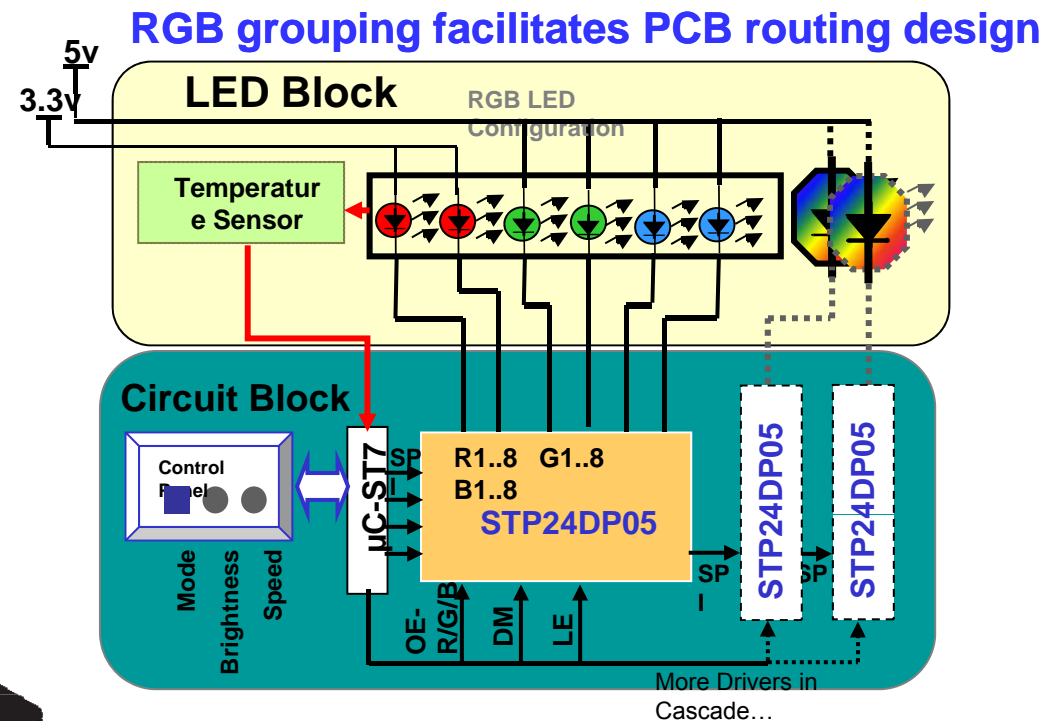 RGB grouping facilitates PCB routing design
5v
3.3v
LED Block
RGB LED
Configuration
Temperatur
e Sensor
Circuit Block
Control
Panel
Mode
Brightness
Speed
µC-ST7
SP
I
R1..8 G1..8
B1..8
STP24DP05
OE-
R/G/B
DM
LE
SP
I
STP24DP05
SP
STP24DP05
More Drivers in
Cascade…